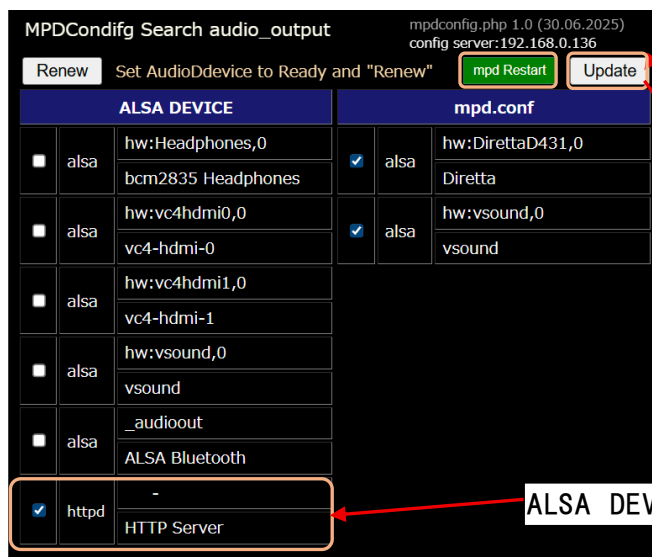 MPDCondifg Search audio_output
mpdconfig.php 1.0 (30.06.2025)
config server:192.168.0.136
Renew Set AudioDdevice to Ready and "Renew" mpd Restart Update
ALSA DEVICE
alsa hw:Headphones,0
bcm2835 Headphones
alsa hw:vc4hdmi0,0
vc4-hdmi-0
alsa hw:vc4hdmi1,0
vc4-hdmi-1
alsa hw:vsound,0
vsound
alsa _audioout
ALSA Bluetooth
httpd -
HTTP Server
mpd.conf
alsa hw:DirettaD431,0
Diretta
alsa hw:vsound,0
vsound
ALSA DEV